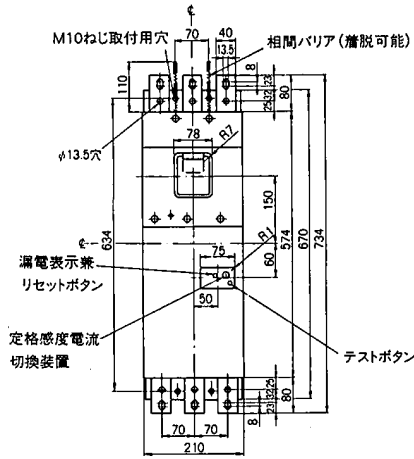 ℄
70
40
M10ねじ取付用穴
13.5
8
相間バリア(着脱可能)
110
23
25 32
80
φ13.5穴
78
R7
150
634
℄
574
670
734
75
R1
60
漏電表示兼
リセットボタン
50
定格感度電流
切換装置
テストボタン
23 32 25
80
8
70
70
210